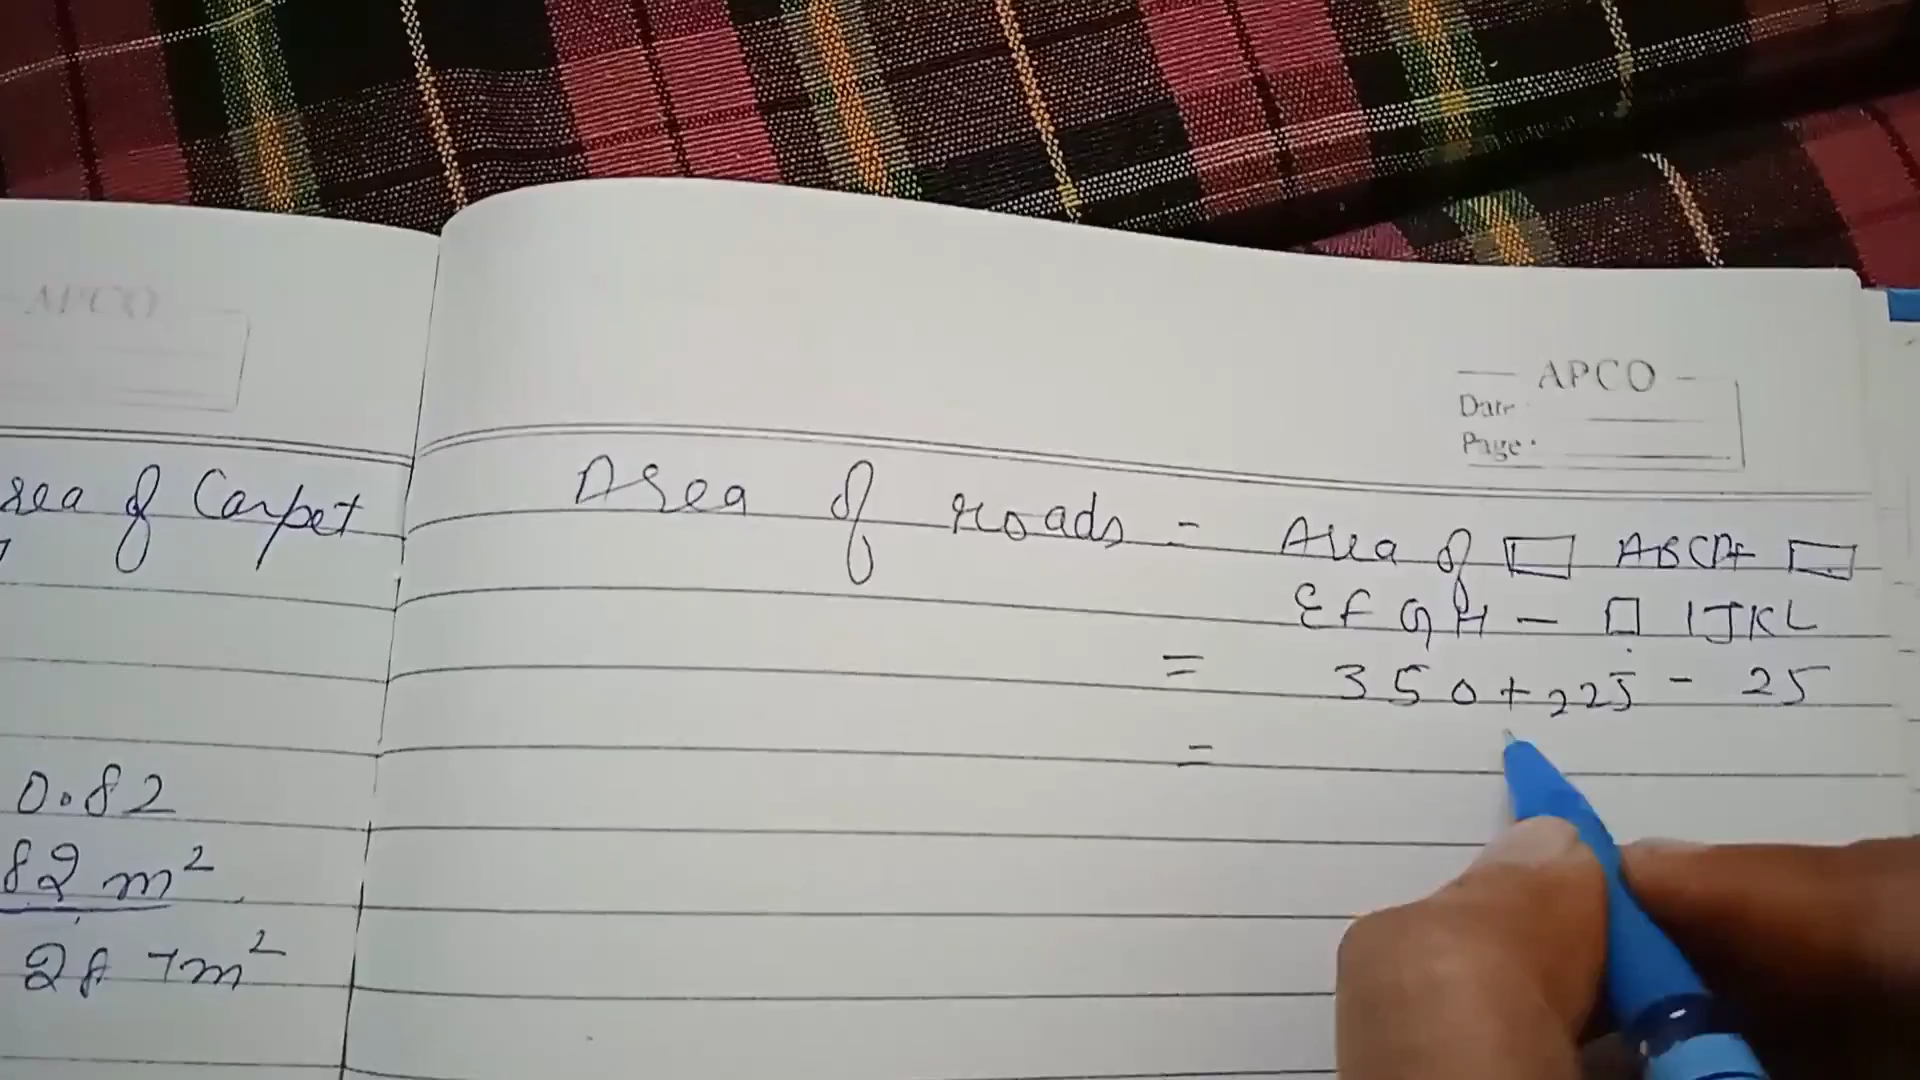 APCO
rea of Carpet
0.82
82 m²
m²
APCO
Date
Page
Area of roads = Area of ▭ ABCD+ ▭
EFGH − □ IJKL
= 350+225 - 25
=